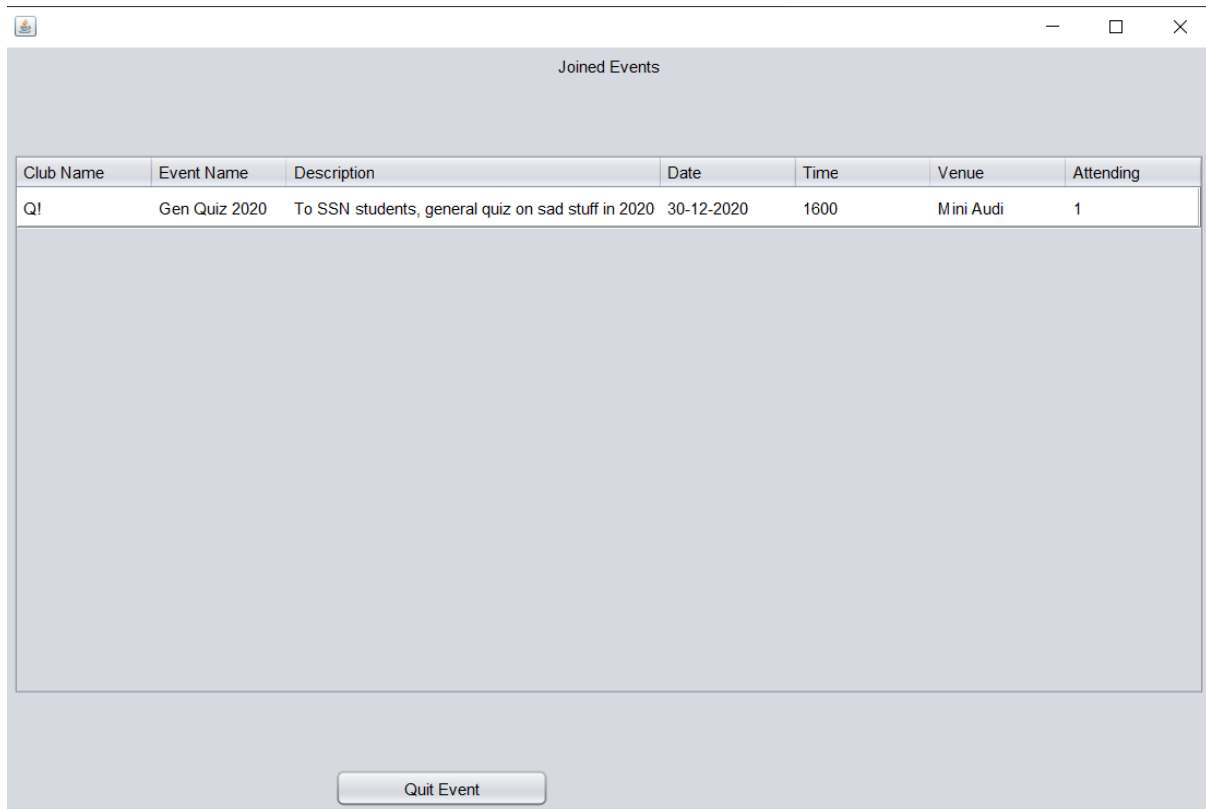 Joined Events
Club Name Event Name Description Date Time Venue Attending
Q! Gen Quiz 2020 To SSN students, general quiz on sad stuff in 2020 30-12-2020 1600 Mini Audi 1
Quit Event